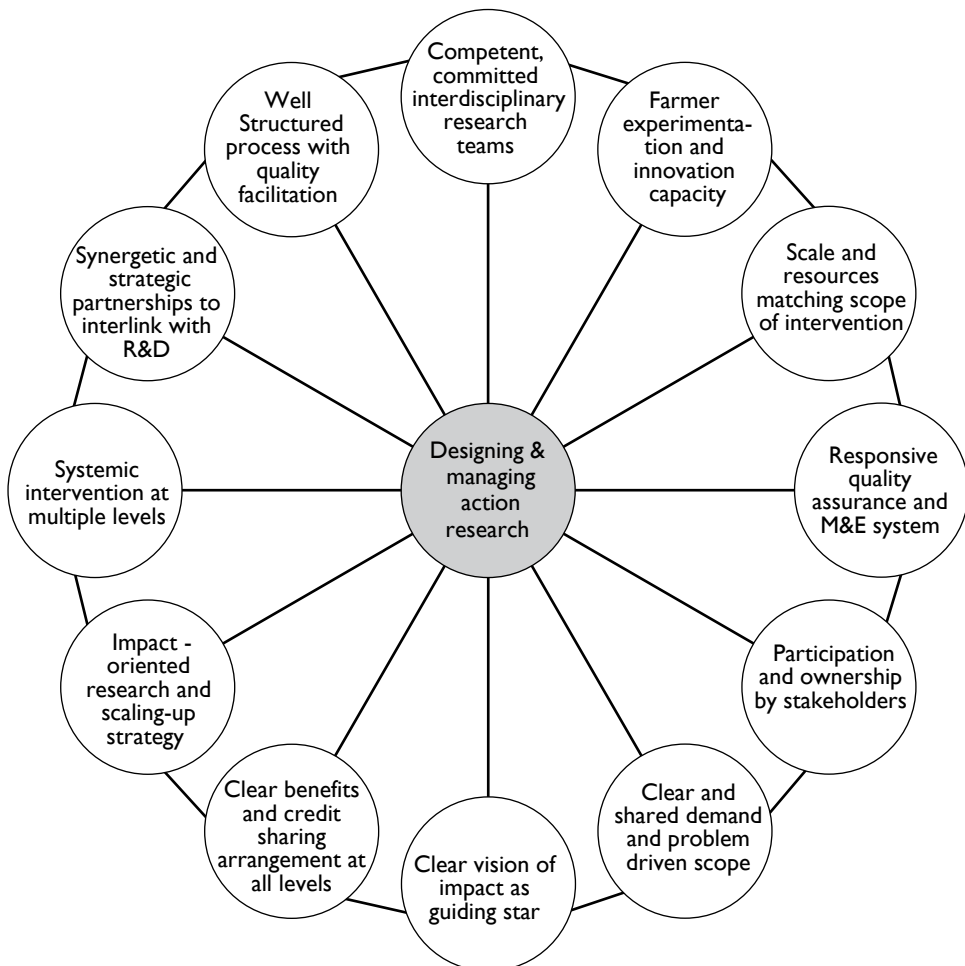 Competent,
committed
interdisciplinary
research
teams
Farmer
experimenta-
tion and
innovation
capacity
Scale and
resources
matching scope
of intervention
Responsive
quality
assurance and
M&E system
Participation
and ownership
by stakeholders
Clear and
shared demand
and problem
driven scope
Clear vision of
impact as
guiding star
Clear benefits
and credit
sharing
arrangement at
all levels
Impact -
oriented
research and
scaling-up
strategy
Systemic
intervention at
multiple levels
Synergetic and
strategic
partnerships to
interlink with
R&D
Well
Structured
process with
quality
facilitation
Designing &
managing
action
research